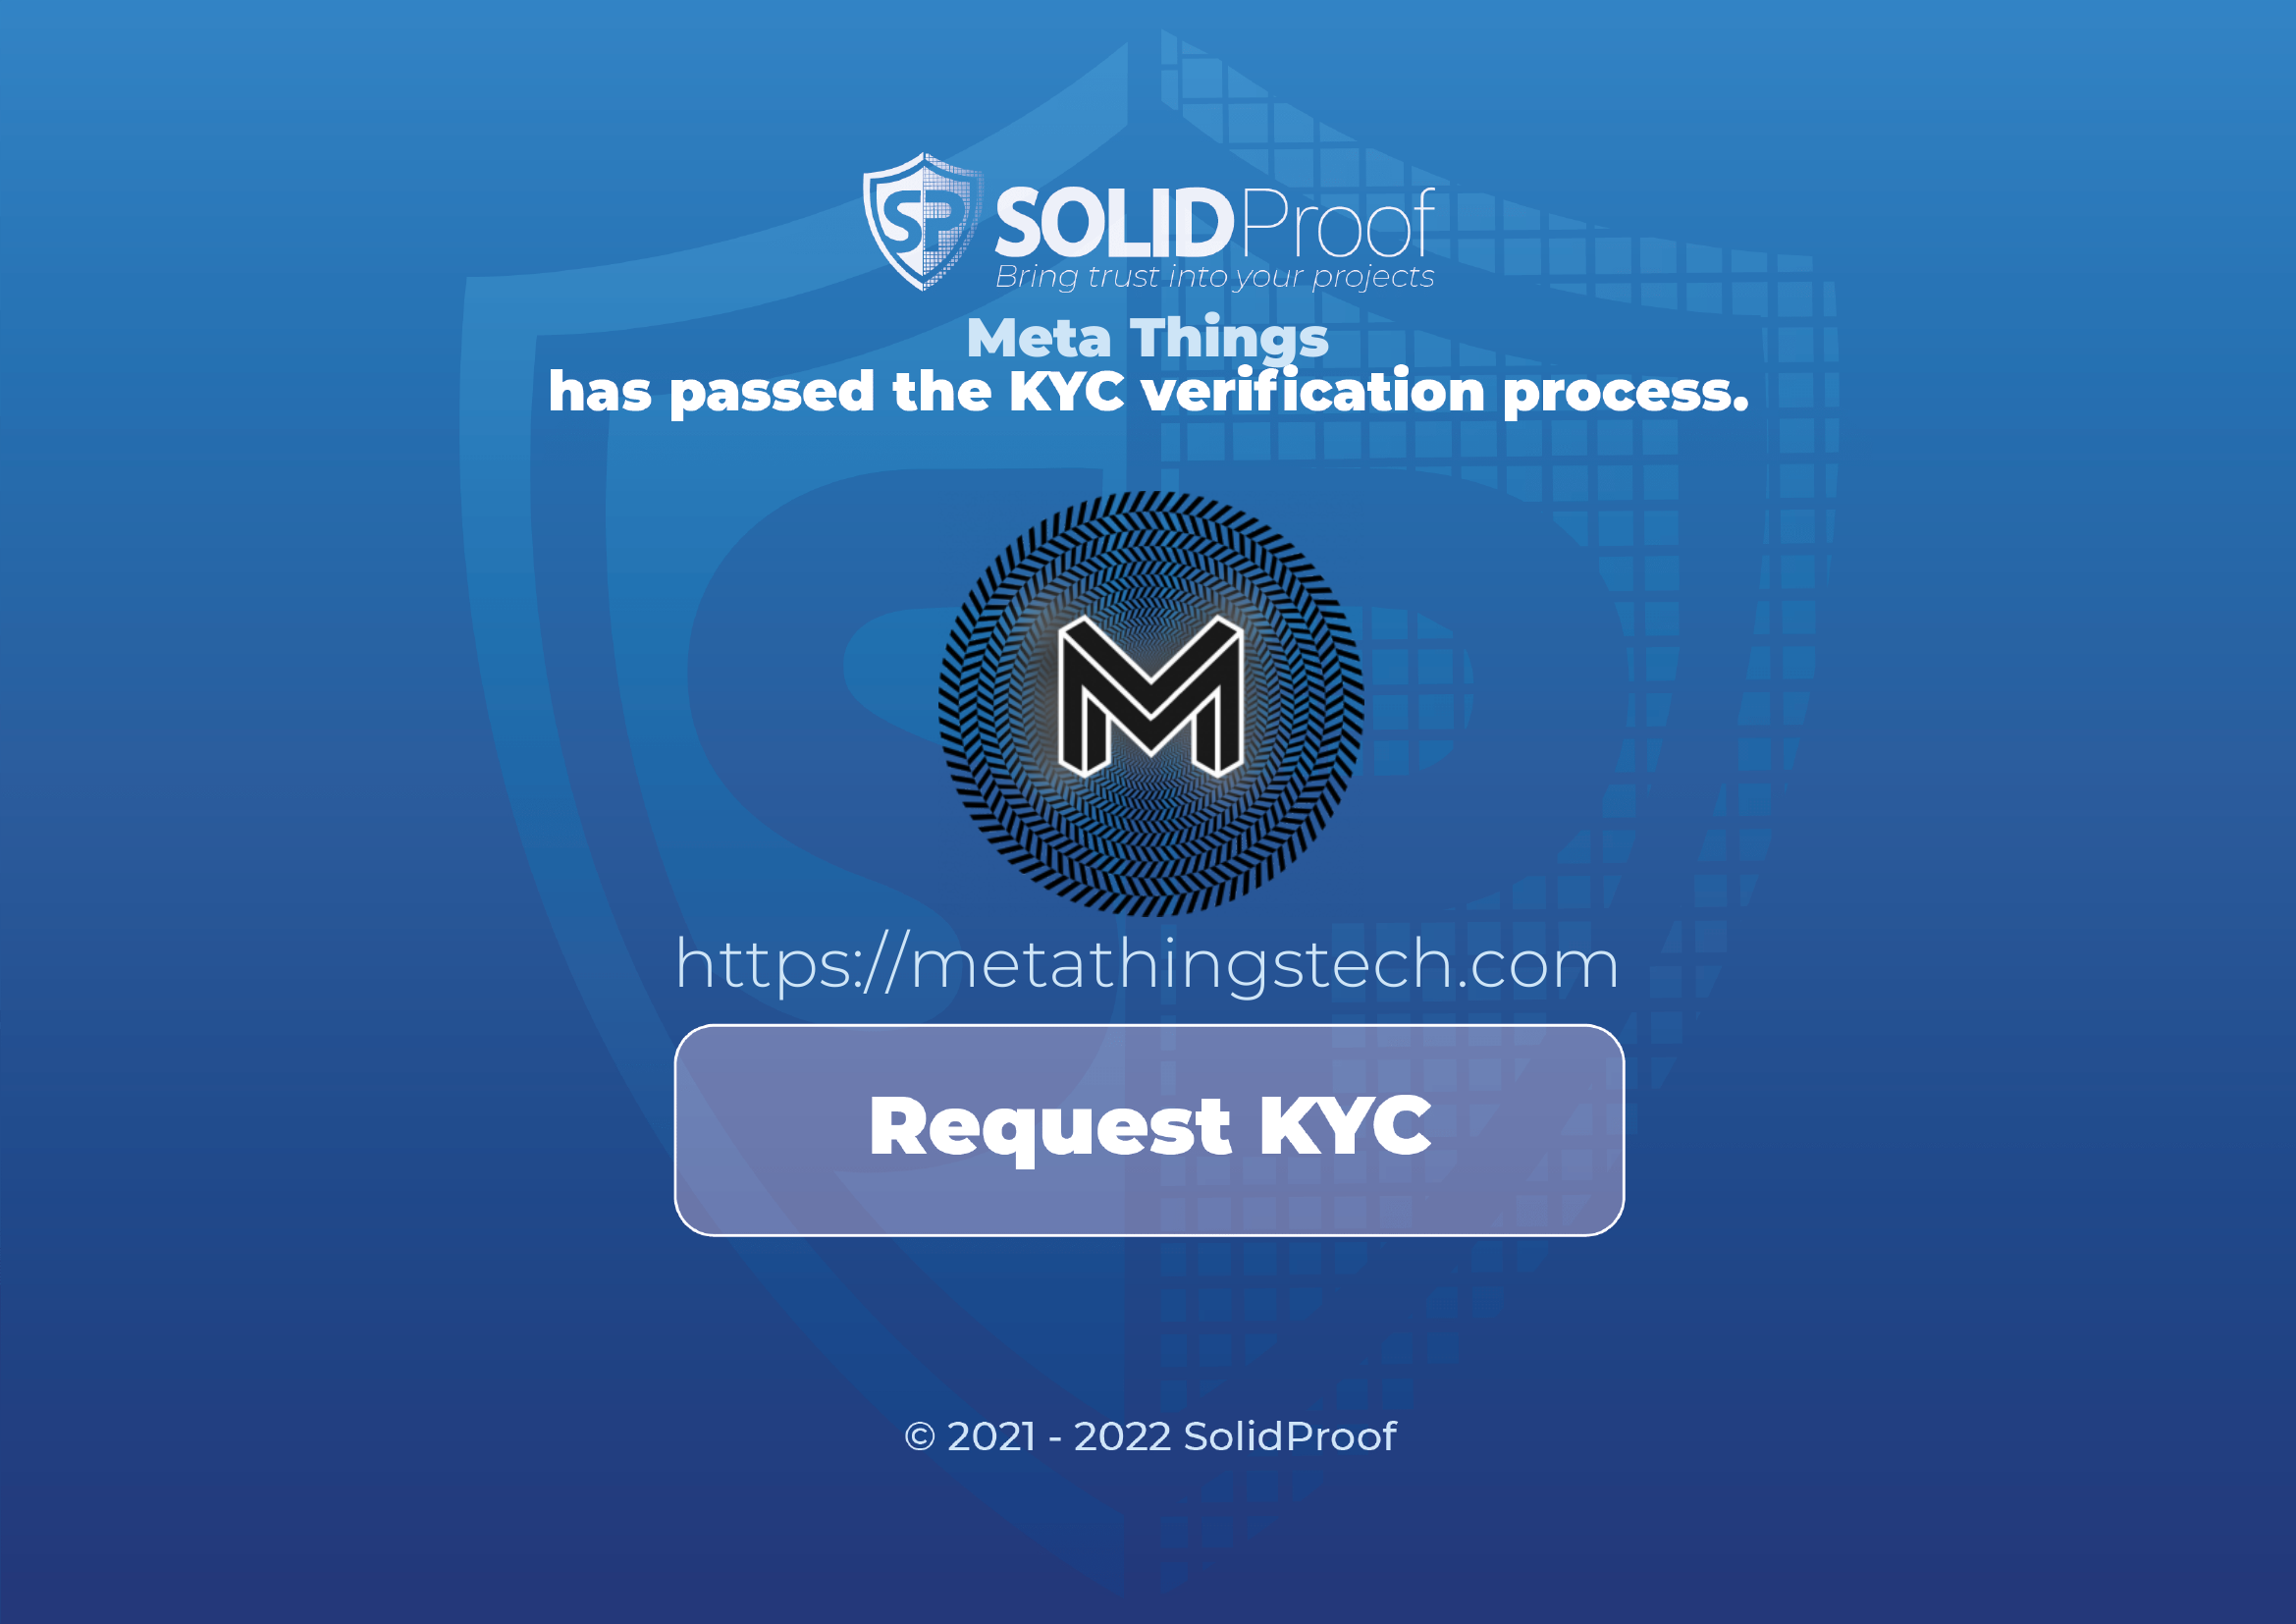 SP SOLIDProof
Bring trust into your projects
Meta Things
has passed the KYC verification process.
M
https://metathingstech.com
Request KYC
© 2021 - 2022 SolidProof